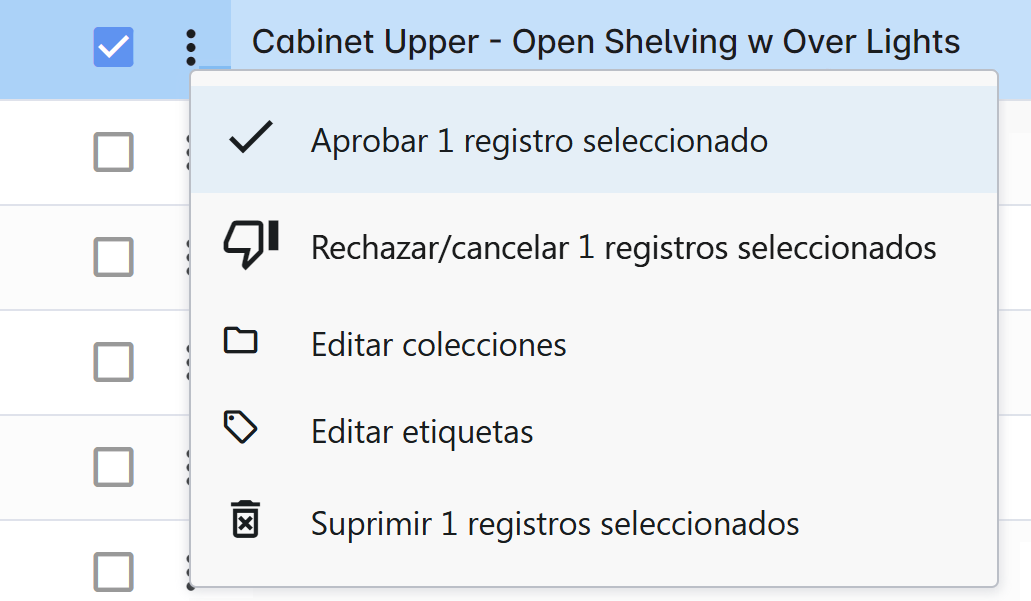 Cabinet Upper - Open Shelving w Over Lights
Aprobar 1 registro seleccionado
Rechazar/cancelar 1 registros seleccionados
Editar colecciones
Editar etiquetas
Suprimir 1 registros seleccionados